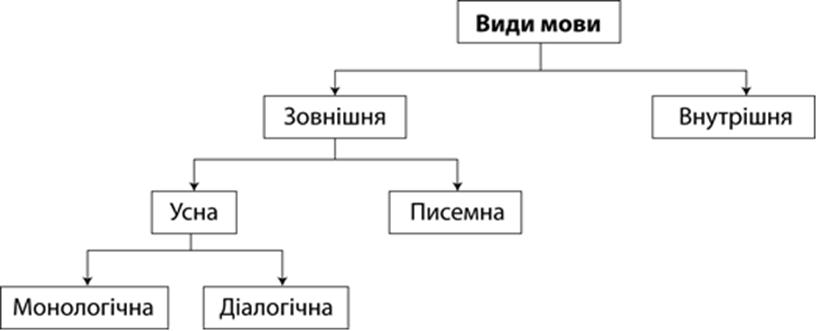 Види мови
Зовнішня
Внутрішня
Усна
Писемна
Монологічна
Діалогічна